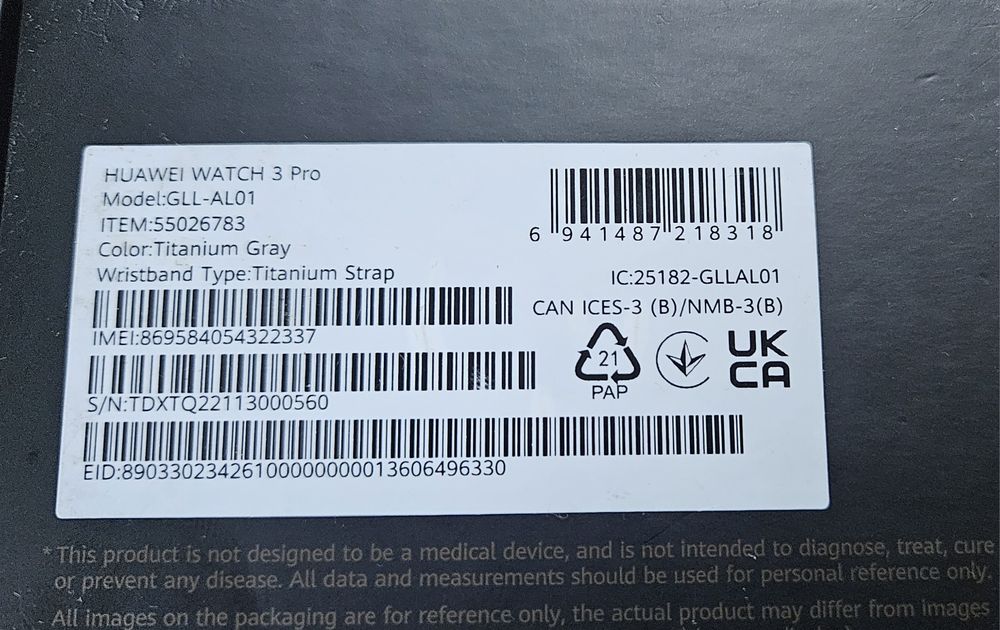 HUAWEI WATCH 3 Pro
Model:GLL-AL01
ITEM:55026783
Color:Titanium Gray
Wristband Type:Titanium Strap
IMEI:869584054322337
S/N:TDXTQ22113000560
EID:89033023426100000000013606496330
6 941487 218318
IC:25182-GLLAL01
CAN ICES-3 (B)/NMB-3(B)
21
PAP
UK
CA
* This product is not designed to be a medical device, and is not intended to diagnose, treat, cure
or prevent any disease. All data and measurements should be used for personal reference only.
All images on the packaging are for reference only, the actual product may differ from images